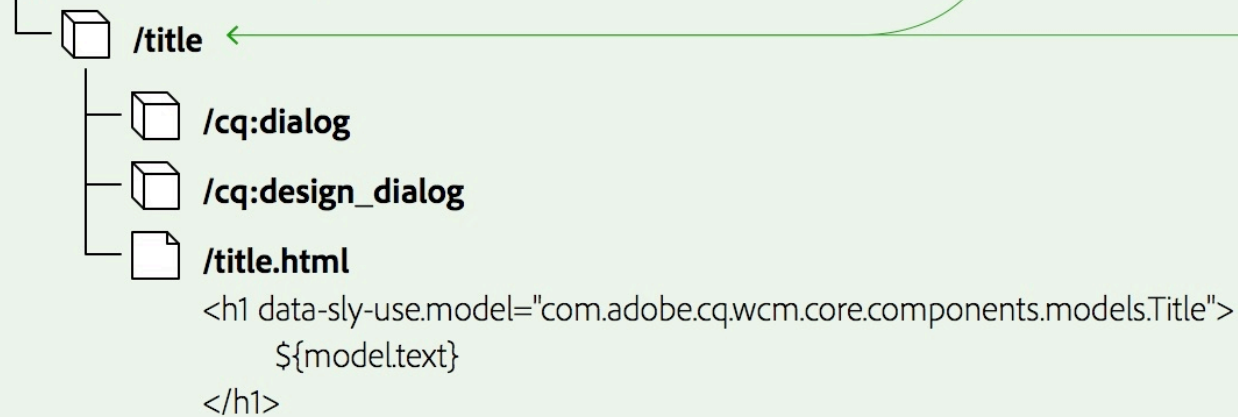 /title
/cq:dialog
/cq:design_dialog
/title.html
<h1 data-sly-use.model="com.adobe.cq.wcm.core.components.models.Title">
${model.text}
</h1>